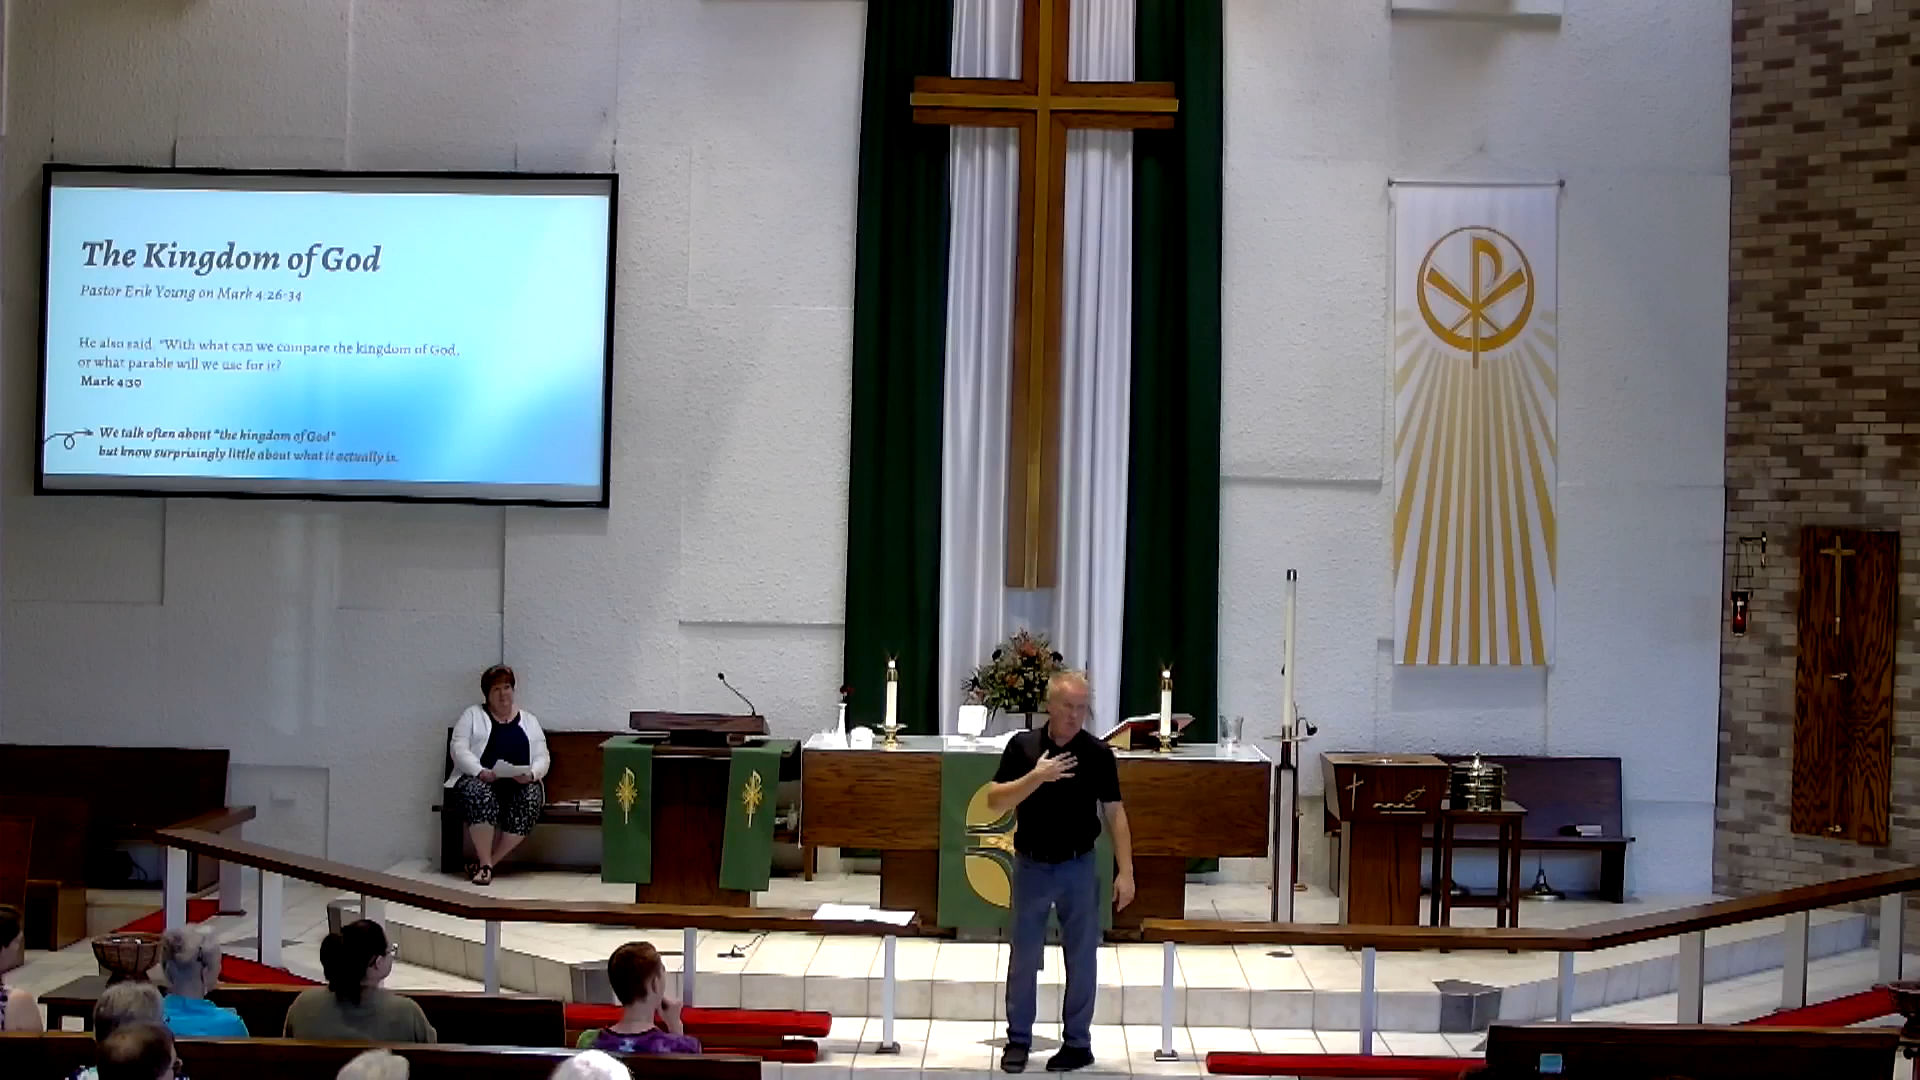 The Kingdom of God
Pastor Erik Young on Mark 4:26-34
He also said, "With what can we compare the kingdom of God,
or what parable will we use for it?
Mark 4:30
We talk often about "the kingdom of God"
but know surprisingly little about what it actually is.